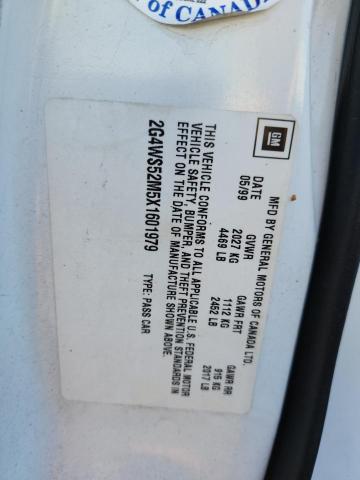 of CANADA
GM
MFD BY GENERAL MOTORS OF CANADA LTD.
DATE GVWR GAWR FRT GAWR RR
05/99 2027 KG 1112 KG 915 KG
4469 LB 2452 LB 2017 LB
THIS VEHICLE CONFORMS TO ALL APPLICABLE U.S. FEDERAL MOTOR
VEHICLE SAFETY, BUMPER, AND THEFT PREVENTION STANDARDS IN
EFFECT ON THE DATE OF MANUFACTURE SHOWN ABOVE.
2G4WS52M5X1601979 TYPE: PASS CAR